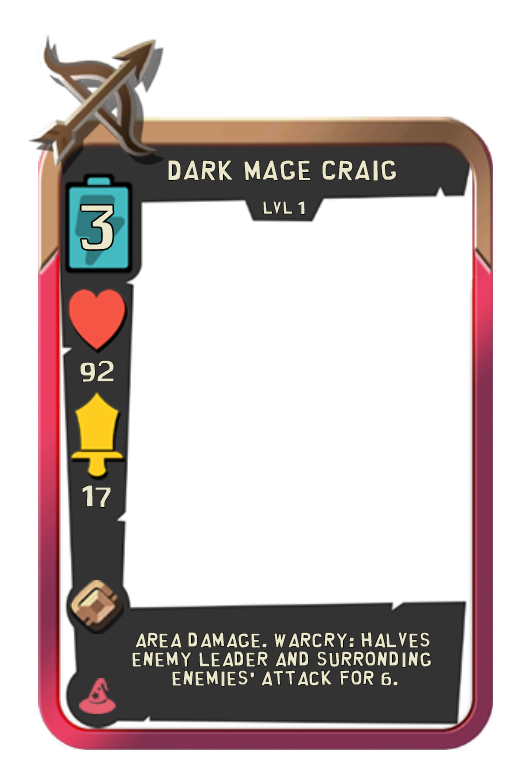 DARK MAGE CRAIG
LVL 1
3
92
17
AREA DAMAGE. WARCRY: HALVES
ENEMY LEADER AND SURRONDING
ENEMIES' ATTACK FOR 6.